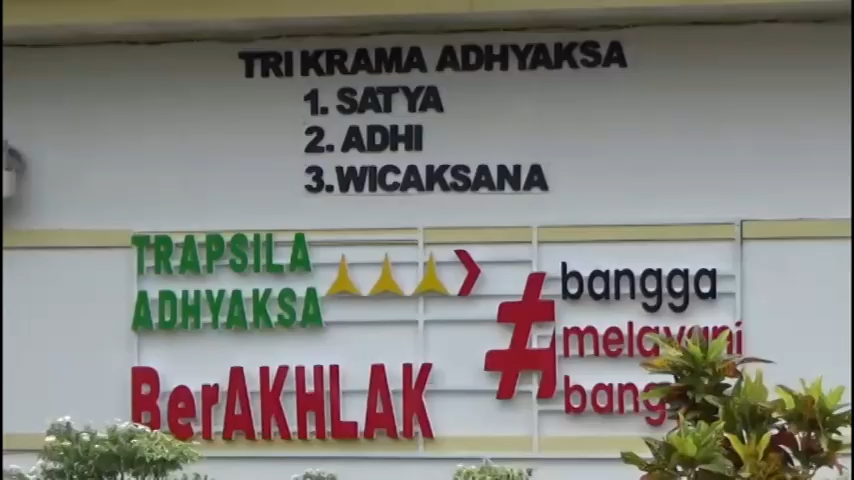 TRI KRAMA ADHYAKSA
1. SATYA
2. ADHI
3.WICAKSANA
TRAPSILA
ADHYAKSA
BerAKHLAK
#bangga
melayani